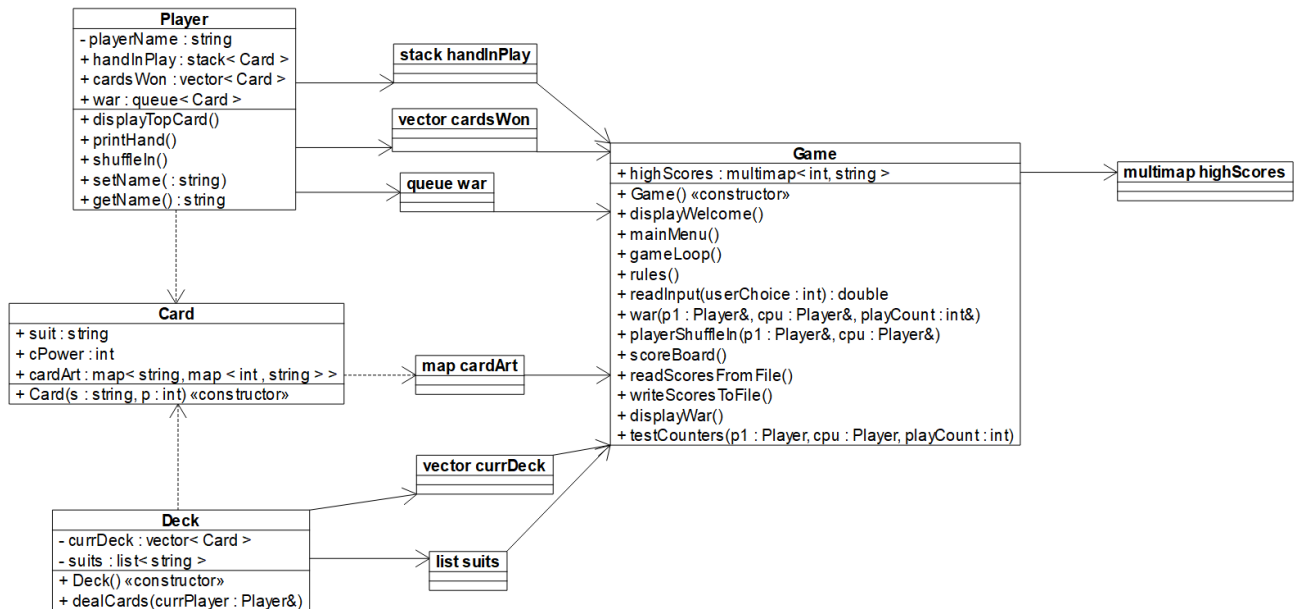 Player
- playerName : string
+ handInPlay : stack< Card >
+ cardsWon : vector< Card >
+ war : queue< Card >
+ displayTopCard()
+ printHand()
+ shuffleIn()
+ setName( : string)
+ getName() : string
stack handInPlay
vector cardsWon
queue war
Game
+ highScores : multimap< int, string >
+ Game() «constructor»
+ displayWelcome()
+ mainMenu()
+ gameLoop()
+ rules()
+ readInput(userChoice : int) : double
+ war(p1 : Player&, cpu : Player&, playCount : int&)
+ playerShuffleIn(p1 : Player&, cpu : Player&)
+ scoreBoard()
+ readScoresFromFile()
+ writeScoresToFile()
+ displayWar()
+ testCounters(p1 : Player, cpu : Player, playCount : int)
multimap highScores
Card
+ suit : string
+ cPower : int
+ cardArt : map< string, map < int , string > >
+ Card(s : string, p : int) «constructor»
map cardArt
vector currDeck
Deck
- currDeck : vector< Card >
- suits : list< string >
+ Deck() «constructor»
+ dealCards(currPlayer : Player&)
list suits